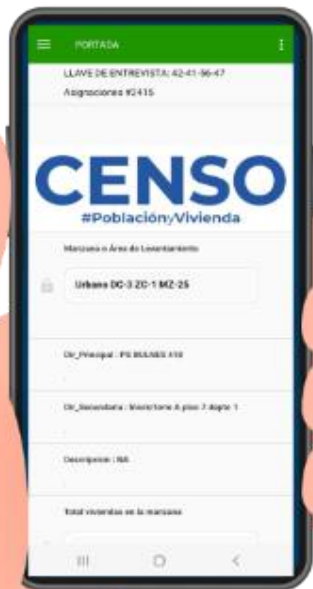 PORTADA
LLAVE DE ENTREVISTA: 42-41-56-47
Asignaciones #2415
CENSO
#PoblaciónyVivienda
Manzana o Área de Levantamiento
Urbano DC-3 ZC-1 MZ-25
Dir_Principal : PS BULNES 410
Dir_Secundaria : torre A piso 7 depto 1
Descripcion : NA
Total viviendas en la manzana